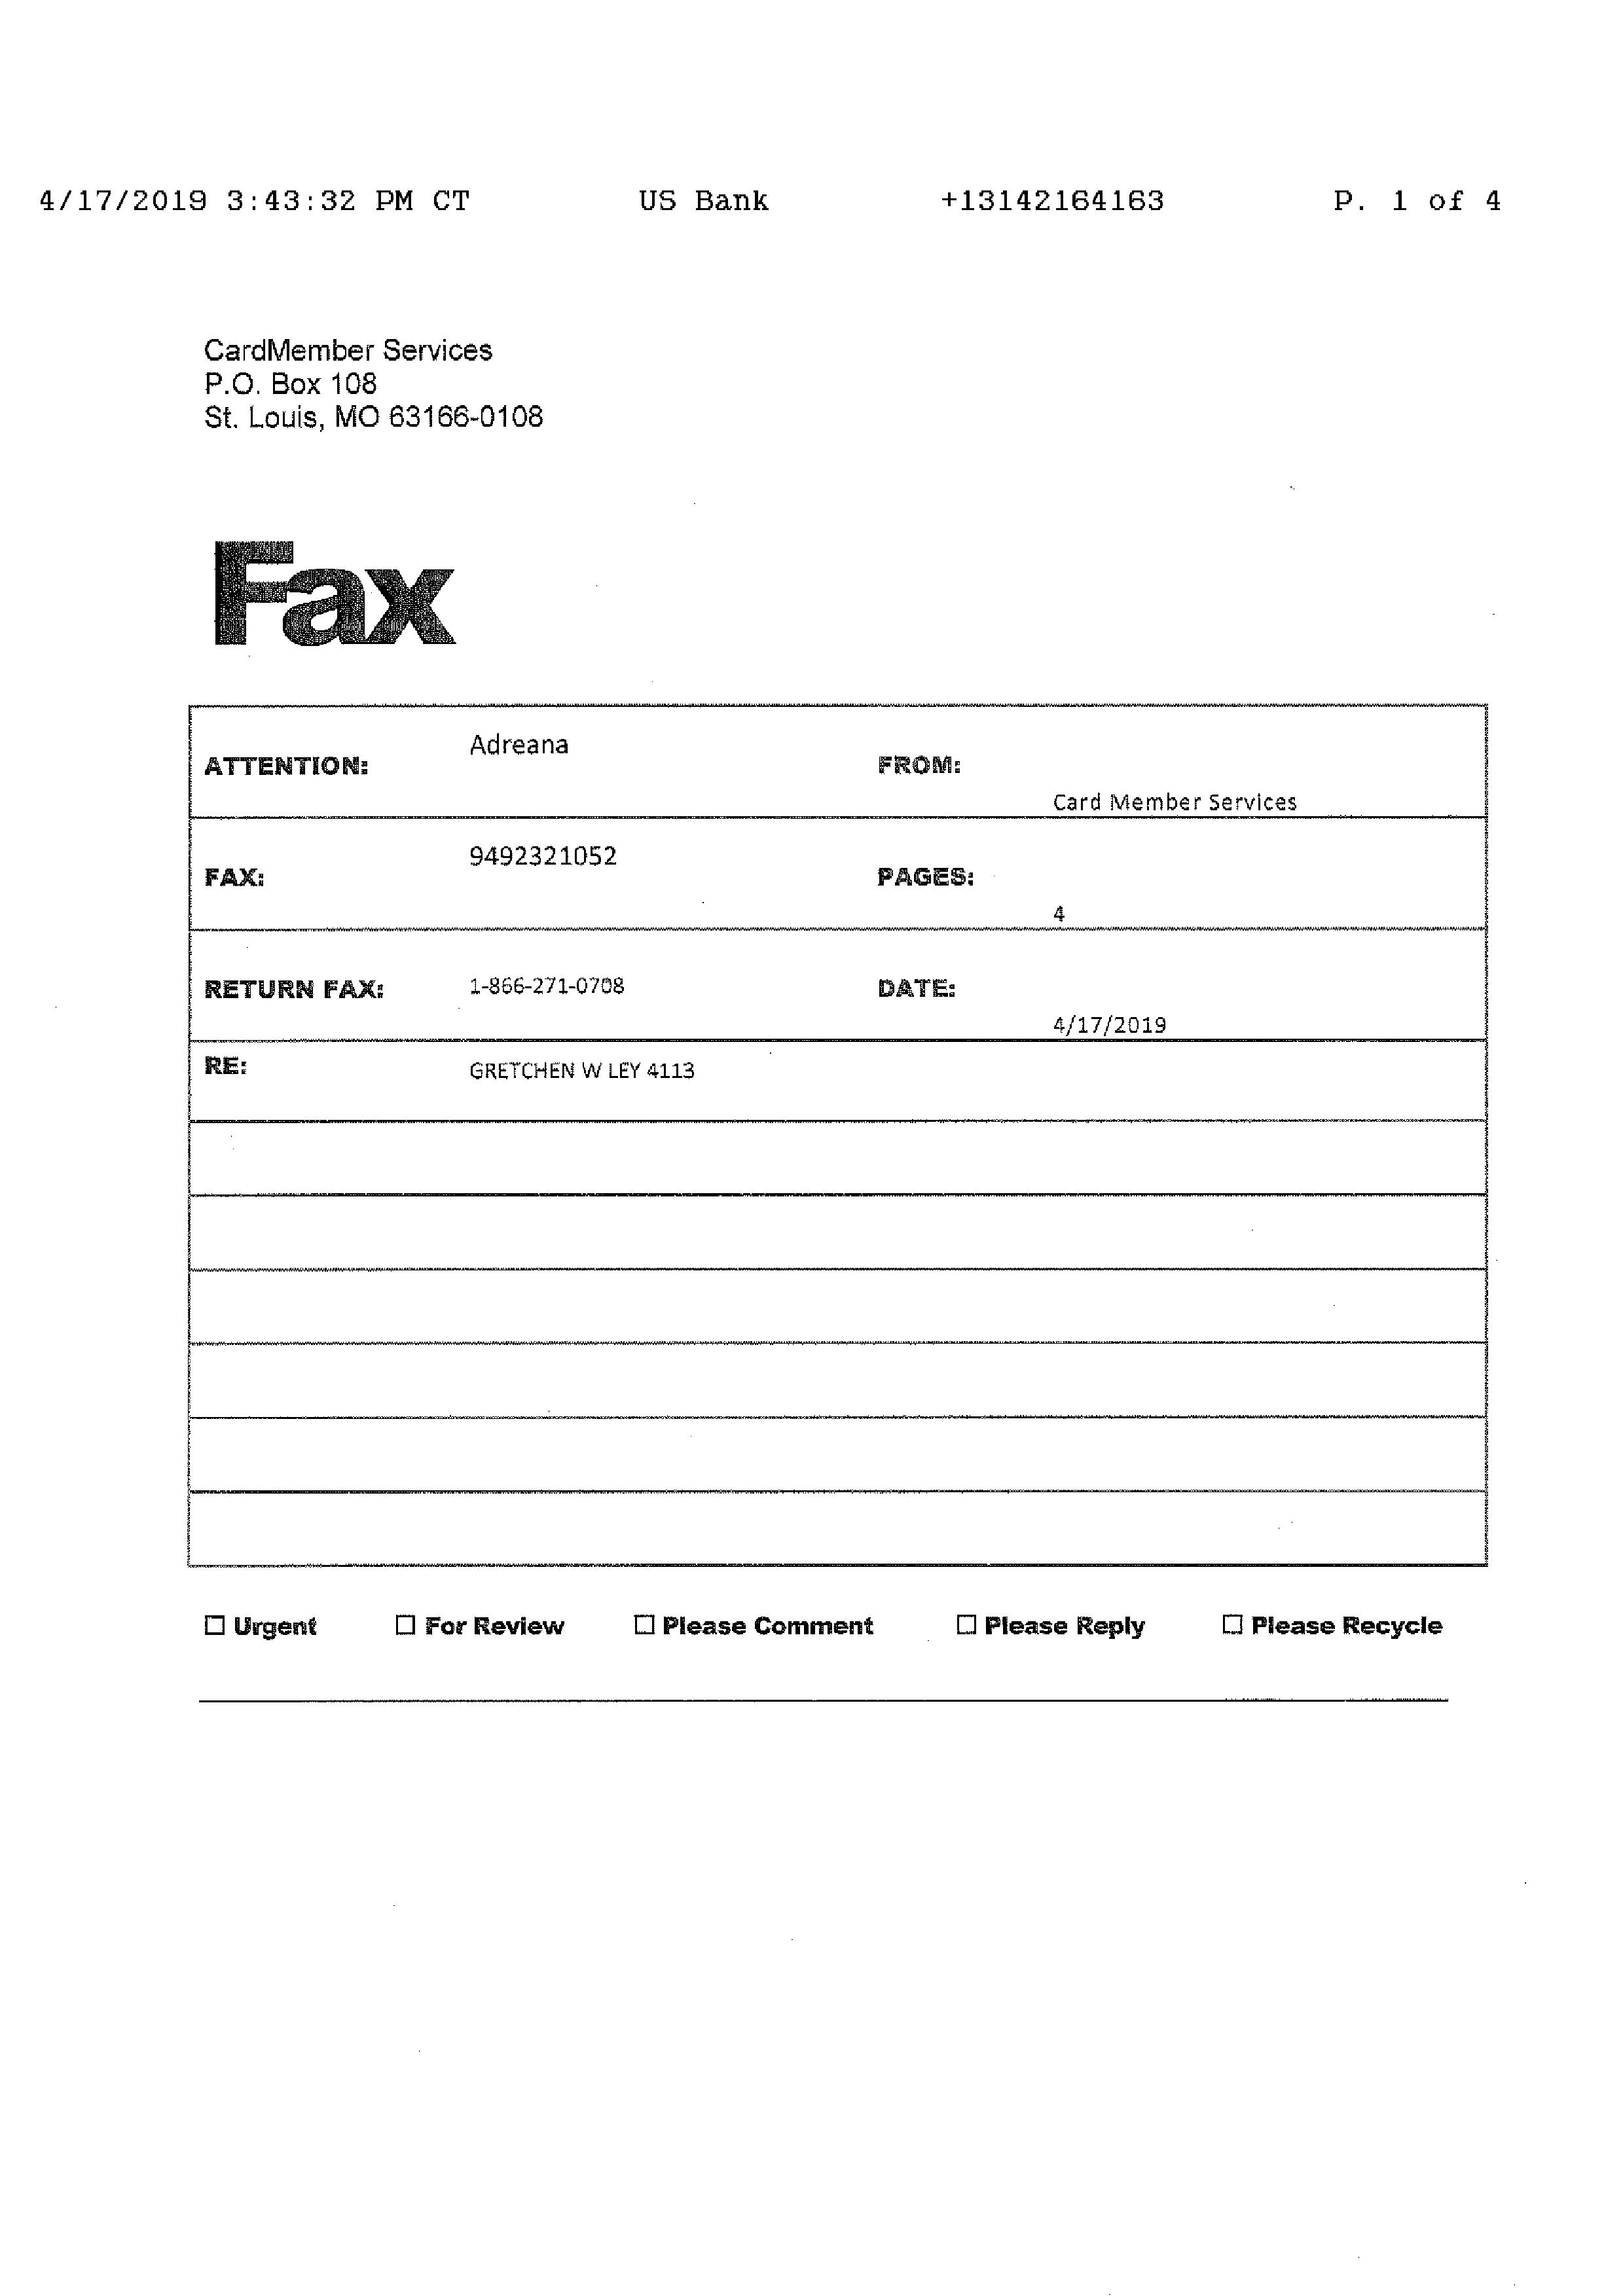 4/17/2019 3:43:32 PM CT US Bank +13142164163 P. 1 of 4
CardMember Services
P.O. Box 108
St. Louis, MO 63166-0108
Fax
ATTENTION: Adreana FROM: Card Member Services
FAX: 9492321052 PAGES: 4
RETURN FAX: 1-866-271-0708 DATE: 4/17/2019
RE: GRETCHEN W LEY 4113
☐ Urgent ☐ For Review ☐ Please Comment ☐ Please Reply ☐ Please Recycle